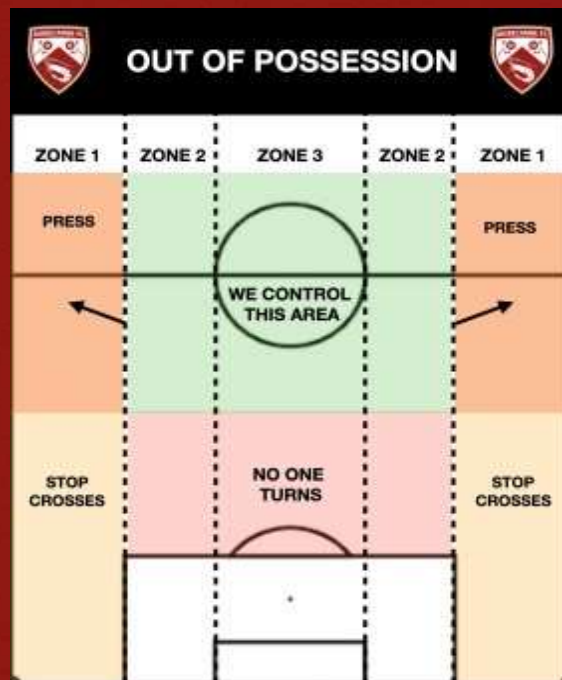 OUT OF POSSESSION
ZONE 1
ZONE 2
ZONE 3
ZONE 2
ZONE 1
PRESS
PRESS
WE CONTROL
THIS AREA
STOP
CROSSES
NO ONE
TURNS
STOP
CROSSES